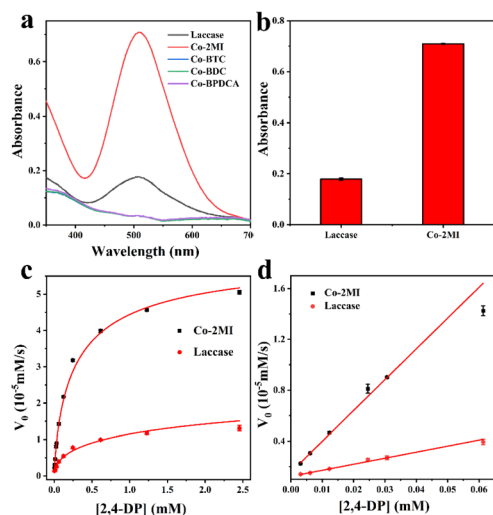 a
Laccase
Co-2MI
Co-BTC
Co-BDC
Co-BPDCA
Absorbance
0.6
0.4
0.2
0.0
400
500
600
70
Wavelength (nm)
b
Absorbance
0.8
0.6
0.4
0.2
0.0
Laccase
Co-2MI
c
V0 (10-5mM/s)
5
4
3
2
1
0
Co-2MI
Laccase
0.0
0.5
1.0
1.5
2.0
2.5
[2,4-DP] (mM)
d
V0 (10-5mM/s)
1.6
1.2
0.8
0.4
Co-2MI
Laccase
0.00
0.02
0.04
0.06
[2,4-DP] (mM)